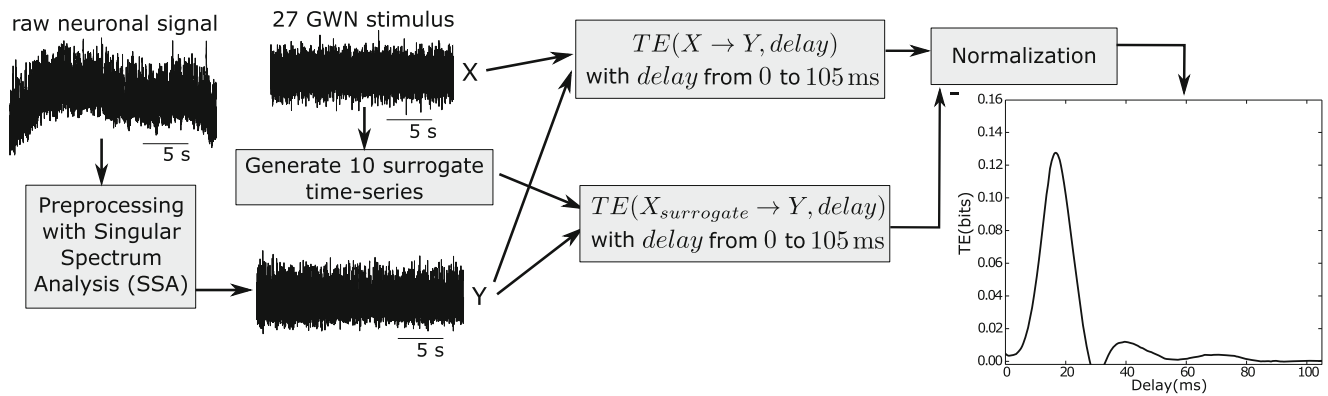 raw neuronal signal
5 s
Preprocessing
with Singular
Spectrum
Analysis (SSA)
27 GWN stimulus
X
5 s
Generate 10 surrogate
time-series
Y
5 s
TE(X → Y, delay)
with delay from 0 to 105 ms
TE(X_surrogate → Y, delay)
with delay from 0 to 105 ms
Normalization
-
TE(bits)
0.16
0.14
0.12
0.10
0.08
0.06
0.04
0.02
0.00
0 20 40 60 80 100
Delay(ms)